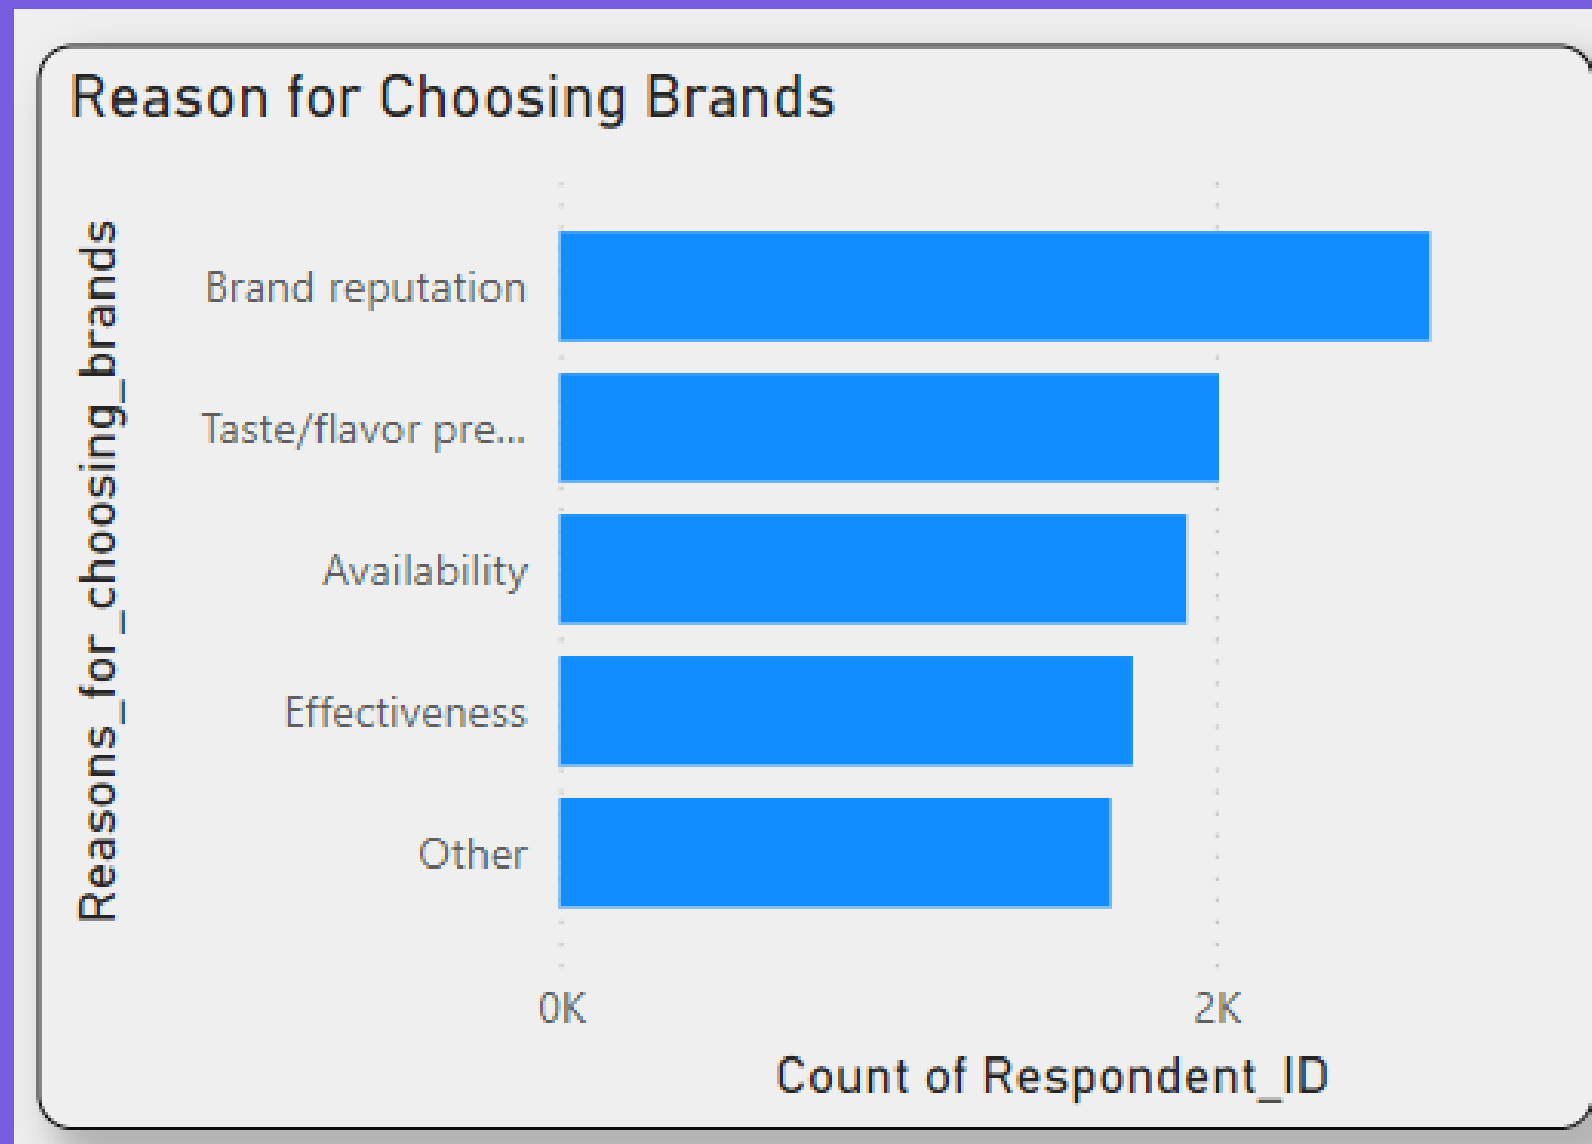 Reason for Choosing Brands
Reasons_for_choosing_brands
Brand reputation
Taste/flavor pre...
Availability
Effectiveness
Other
0K 2K
Count of Respondent_ID